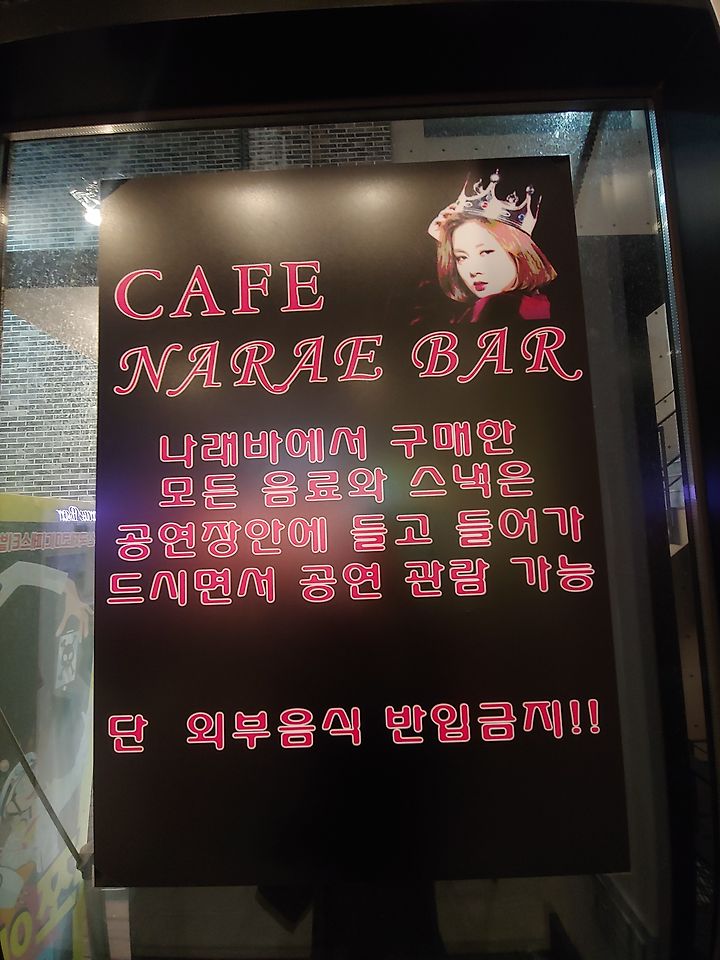 CAFE
NARAE BAR
나래바에서 구매한
모든 음료와 스낵은
공연장안에 들고 들어가
드시면서 공연 관람 가능
단 외부음식 반입금지!!